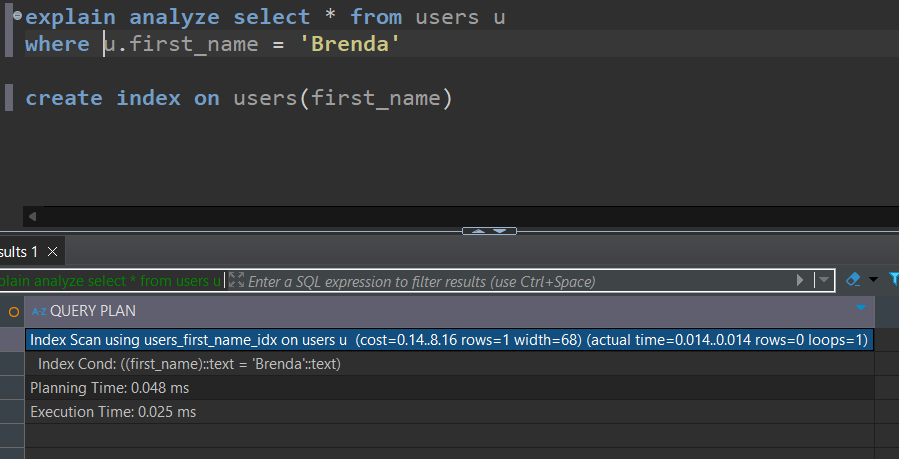 explain analyze select * from users u
where u.first_name = 'Brenda'
create index on users(first_name)
sults 1
plain analyze select * from users u
Enter a SQL expression to filter results (use Ctrl+Space)
A-Z QUERY PLAN
Index Scan using users_first_name_idx on users u (cost=0.14..8.16 rows=1 width=68) (actual time=0.014..0.014 rows=0 loops=1)
Index Cond: ((first_name)::text = 'Brenda'::text)
Planning Time: 0.048 ms
Execution Time: 0.025 ms